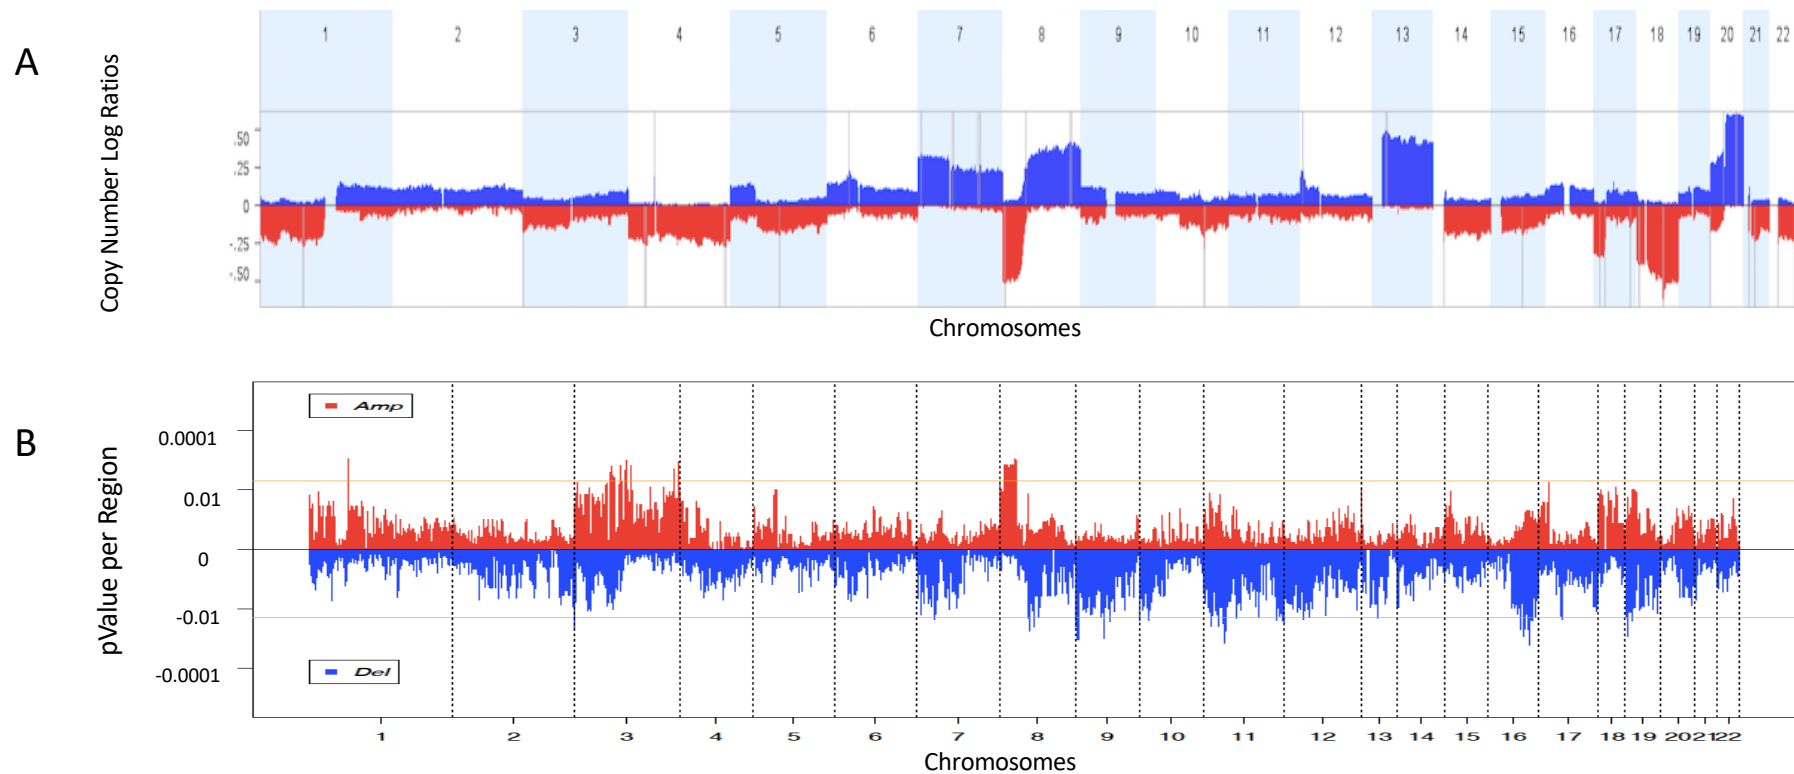 A
1 2 3 4 5 6 7 8 9 10 11 12 13 14 15 16 17 18 19 20 21 22
Copy Number Log Ratios
.50
.25
0
-.25
-.50
Chromosomes
B
Amp
pValue per Region
0.0001
0.01
0
-0.01
-0.0001
Del
1 2 3 4 5 6 7 8 9 10 11 12 13 14 15 16 17 18 19 20 21 22
Chromosomes